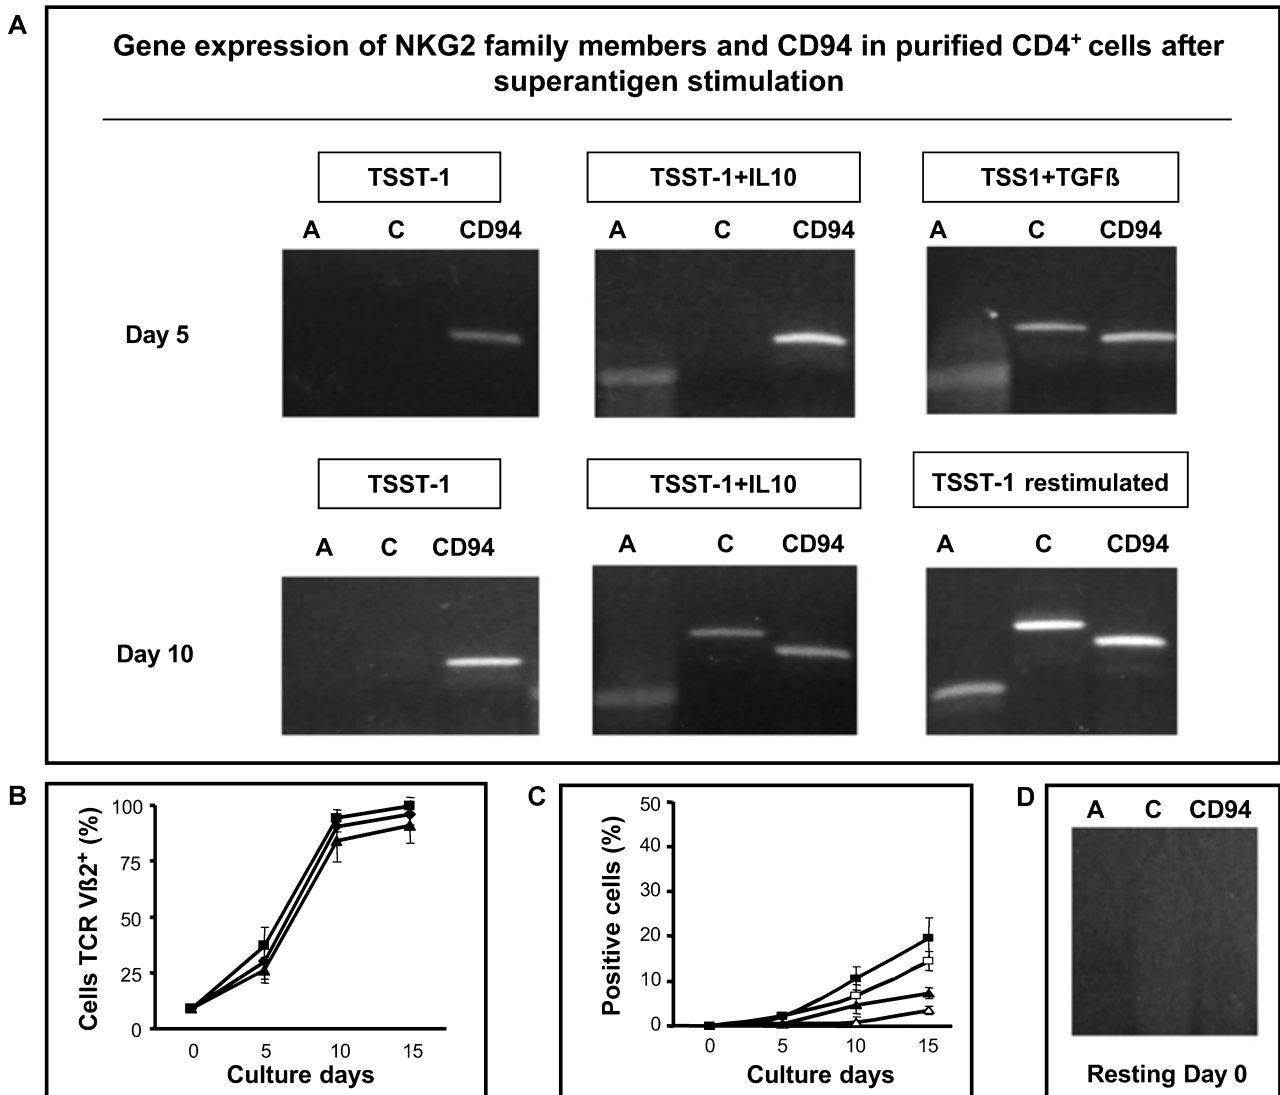 A
Gene expression of NKG2 family members and CD94 in purified CD4⁺ cells after
superantigen stimulation
TSST-1
TSST-1+IL10
TSS1+TGFß
A C CD94
A C CD94
A C CD94
Day 5
TSST-1
TSST-1+IL10
TSST-1 restimulated
A C CD94
A C CD94
A C CD94
Day 10
B
Cells TCR Vß2⁺ (%)
100
75
50
25
0
0 5 10 15
Culture days
C
Positive cells (%)
50
40
30
20
10
0
0 5 10 15
Culture days
D
A C CD94
Resting Day 0